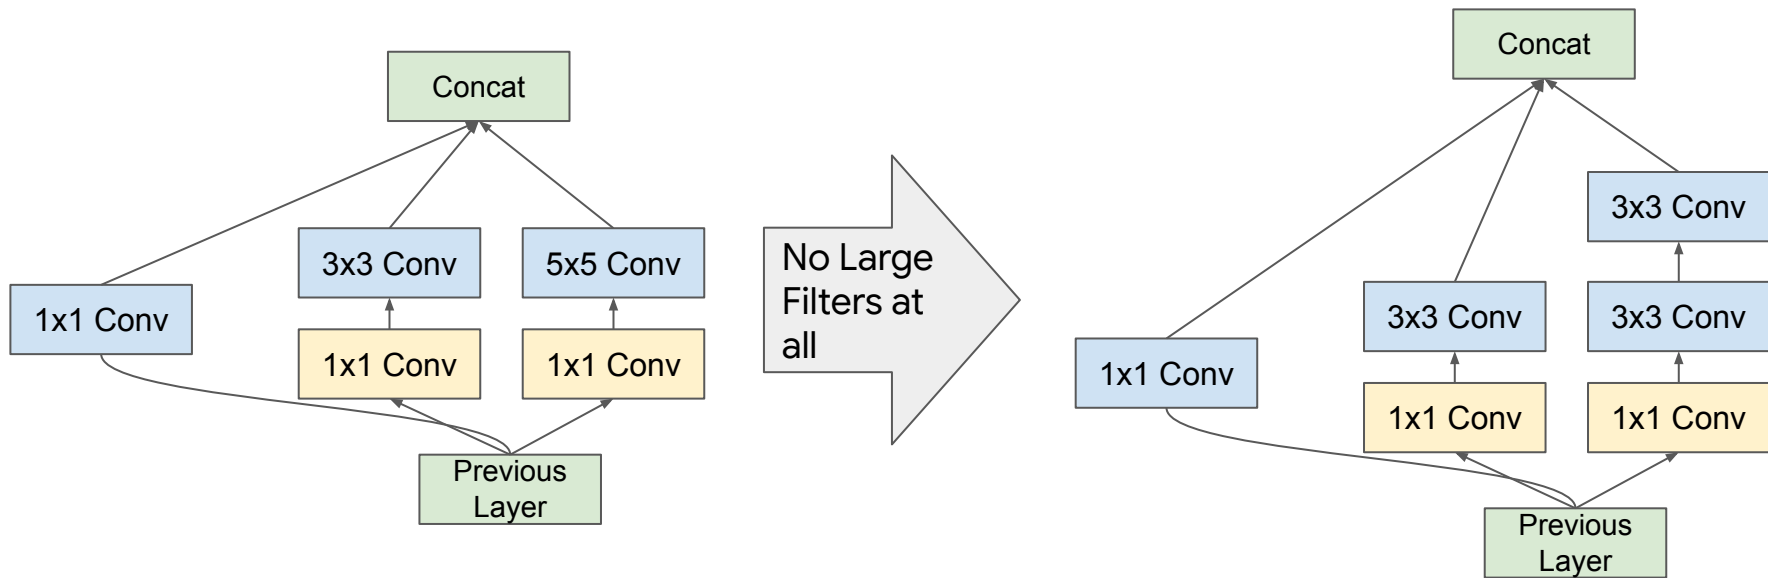 Concat
3x3 Conv
5x5 Conv
1x1 Conv
1x1 Conv
1x1 Conv
Previous
Layer
No Large
Filters at
all
Concat
3x3 Conv
3x3 Conv
3x3 Conv
1x1 Conv
1x1 Conv
1x1 Conv
Previous
Layer